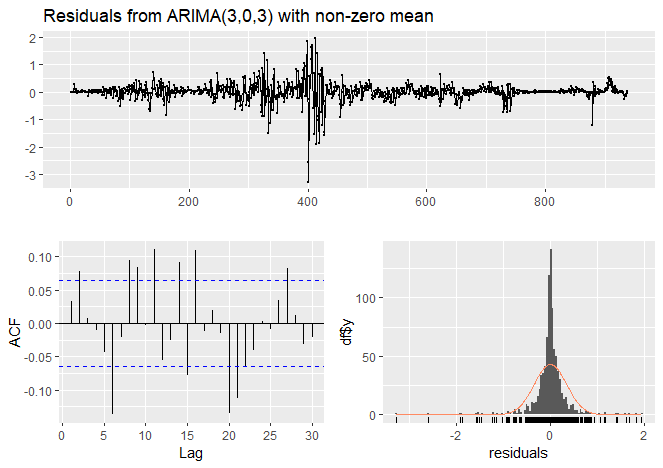 Residuals from ARIMA(3,0,3) with non-zero mean
2
1
0
-1
-2
-3
0 200 400 600 800
0.10
0.05
0.00
-0.05
-0.10
ACF
0 5 10 15 20 25 30
Lag
100
50
0
df$y
-2 0 2
residuals